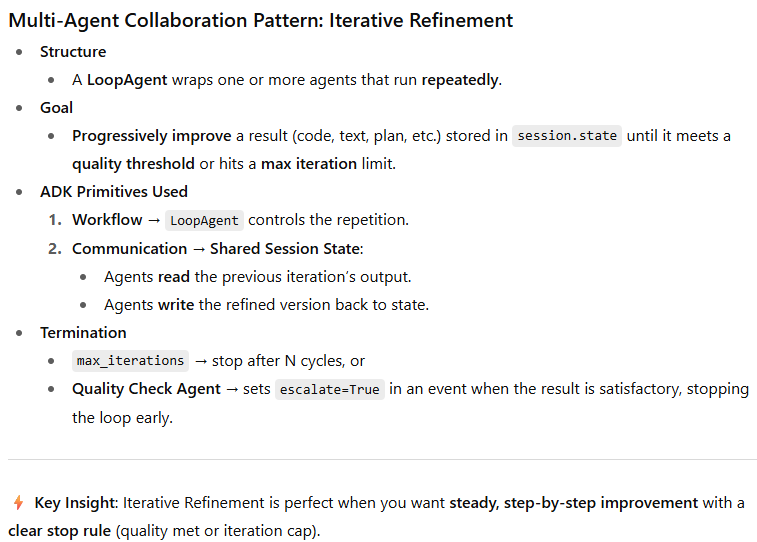 Multi-Agent Collaboration Pattern: Iterative Refinement
• Structure
• A LoopAgent wraps one or more agents that run repeatedly.
• Goal
• Progressively improve a result (code, text, plan, etc.) stored in session.state until it meets a
quality threshold or hits a max iteration limit.
• ADK Primitives Used
1. Workflow → LoopAgent controls the repetition.
2. Communication → Shared Session State:
• Agents read the previous iteration’s output.
• Agents write the refined version back to state.
• Termination
• max_iterations → stop after N cycles, or
• Quality Check Agent → sets escalate=True in an event when the result is satisfactory, stopping
the loop early.
⚡ Key Insight: Iterative Refinement is perfect when you want steady, step-by-step improvement with a
clear stop rule (quality met or iteration cap).